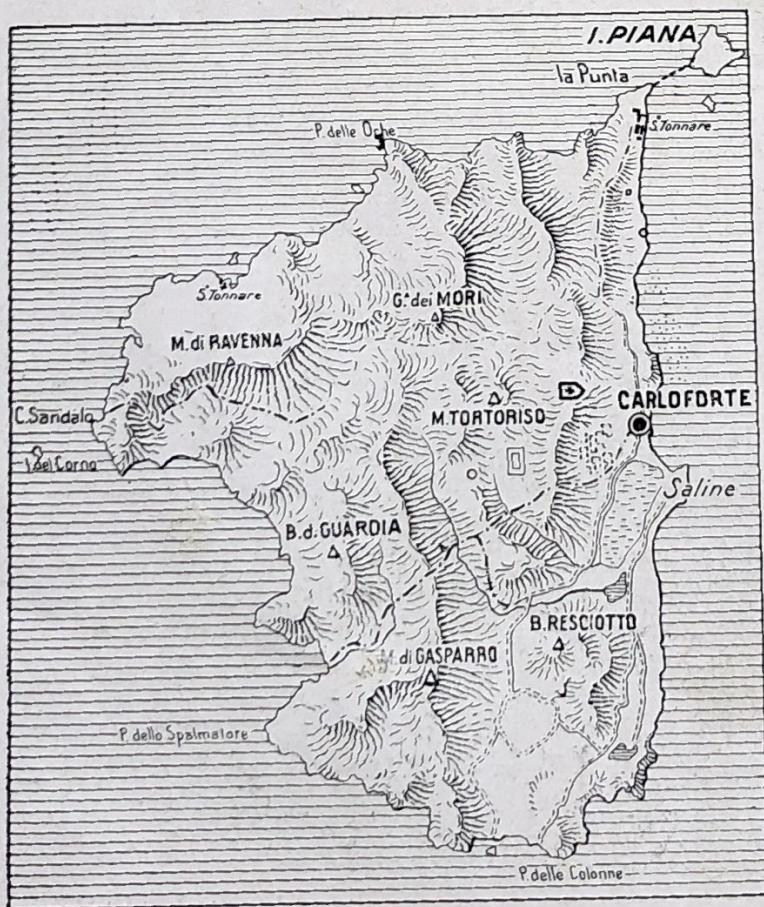 I. PIANA
la Punta
P. delle Oche
S. Tonnare
S. Tonnare
G.ª dei MORI
M. di RAVENNA
C. Sandalo
M. TORTORISO
CARLOFORTE
I. del Corno
Saline
B. d. GUARDIA
B. RESCIOTTO
M. di GASPARRO
P. dello Spalmatore
P. delle Colonne